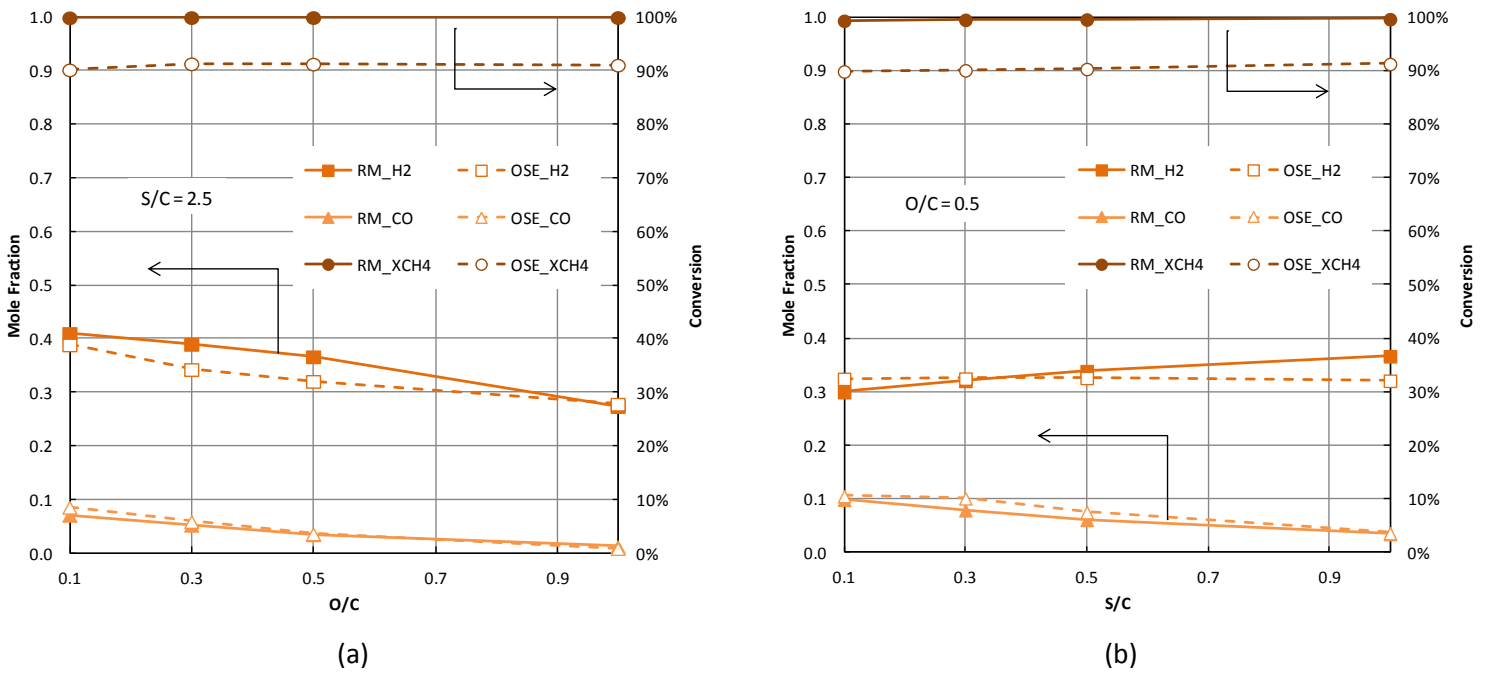 1.0
0.9
0.8
0.7
0.6
0.5
0.4
0.3
0.2
0.1
0.0
Mole Fraction
100%
90%
80%
70%
60%
50%
40%
30%
20%
10%
0%
Conversion
S/C = 2.5
RM_H2 OSE_H2
RM_CO OSE_CO
RM_XCH4 OSE_XCH4
0.1 0.3 0.5 0.7 0.9
O/C
(a)
1.0
0.9
0.8
0.7
0.6
0.5
0.4
0.3
0.2
0.1
0.0
Mole Fraction
100%
90%
80%
70%
60%
50%
40%
30%
20%
10%
0%
Conversion
O/C = 0.5
RM_H2 OSE_H2
RM_CO OSE_CO
RM_XCH4 OSE_XCH4
0.1 0.3 0.5 0.7 0.9
S/C
(b)